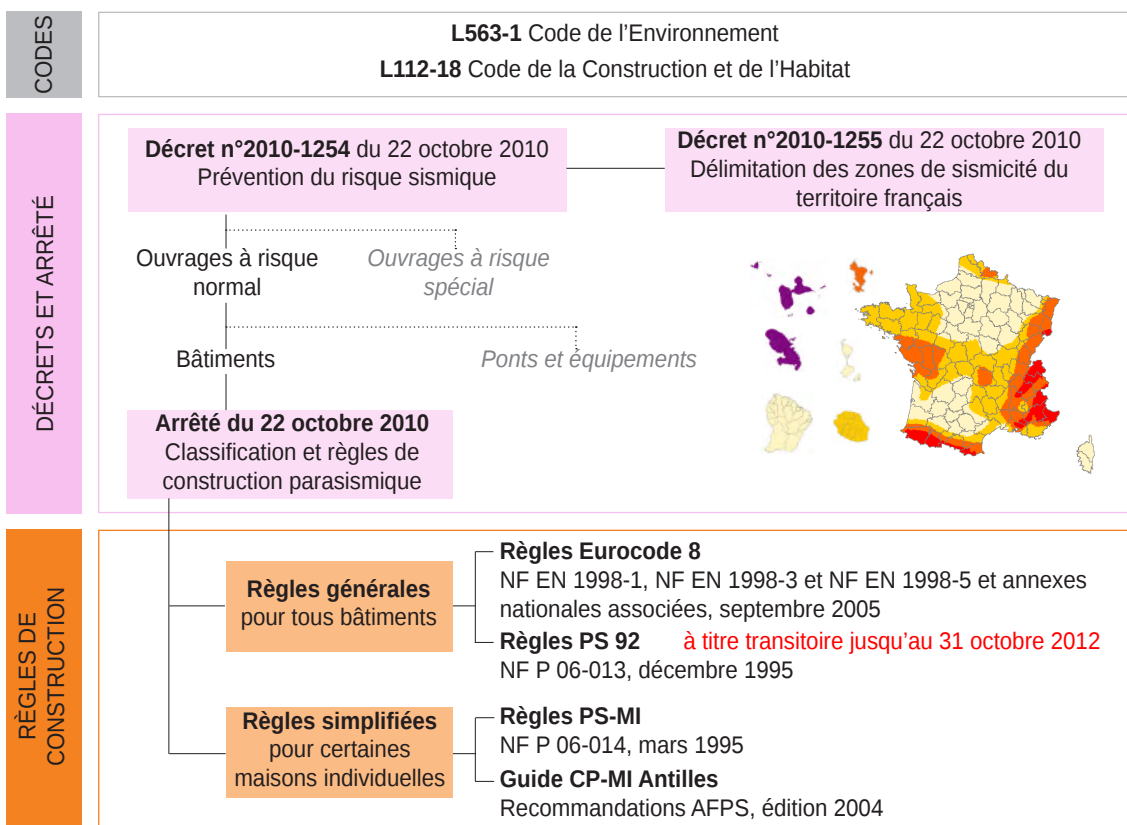 CODES
L563-1 Code de l’Environnement
L112-18 Code de la Construction et de l’Habitat
DÉCRETS ET ARRÊTÉ
Décret n°2010-1254 du 22 octobre 2010
Prévention du risque sismique
Décret n°2010-1255 du 22 octobre 2010
Délimitation des zones de sismicité du
territoire français
Ouvrages à risque
normal
Ouvrages à risque
spécial
Bâtiments
Ponts et équipements
Arrêté du 22 octobre 2010
Classification et règles de
construction parasismique
RÈGLES DE
CONSTRUCTION
Règles générales
pour tous bâtiments
Règles Eurocode 8
NF EN 1998-1, NF EN 1998-3 et NF EN 1998-5 et annexes
nationales associées, septembre 2005
Règles PS 92 à titre transitoire jusqu’au 31 octobre 2012
NF P 06-013, décembre 1995
Règles simplifiées
pour certaines
maisons individuelles
Règles PS-MI
NF P 06-014, mars 1995
Guide CP-MI Antilles
Recommandations AFPS, édition 2004